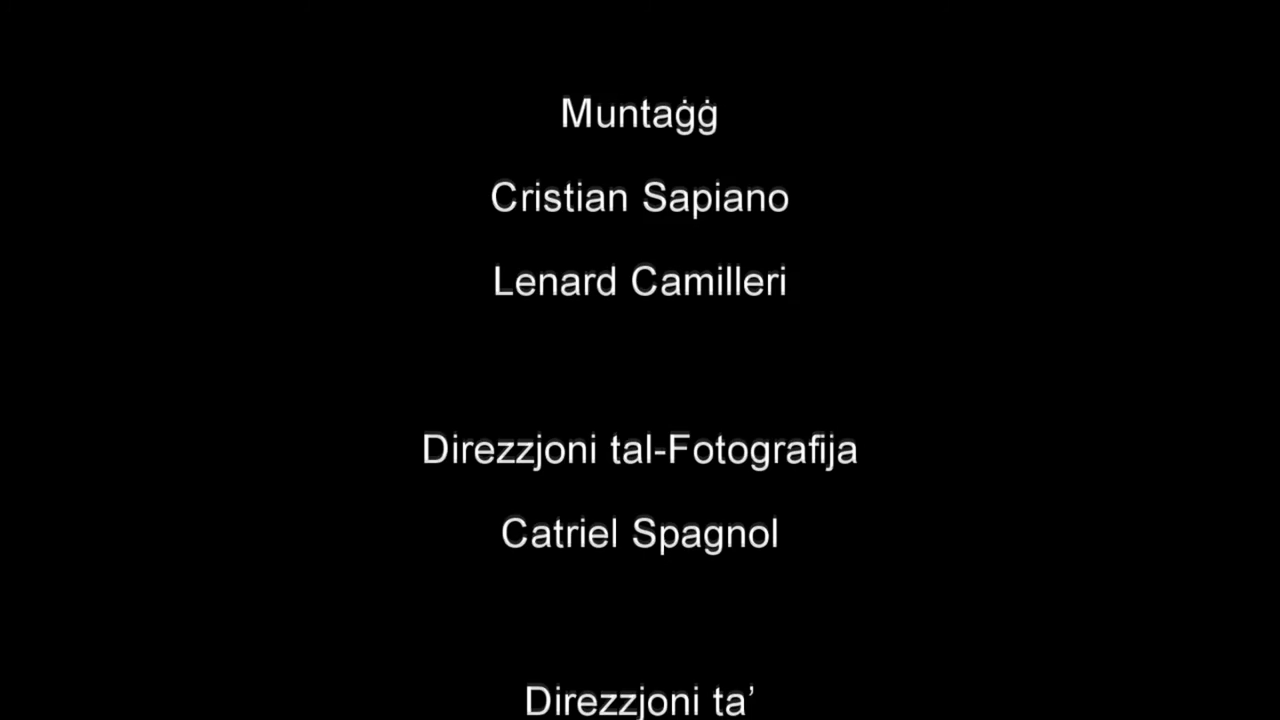 Muntaġġ
Cristian Sapiano
Lenard Camilleri
Direzzjoni tal-Fotografija
Catriel Spagnol
Direzzjoni ta’